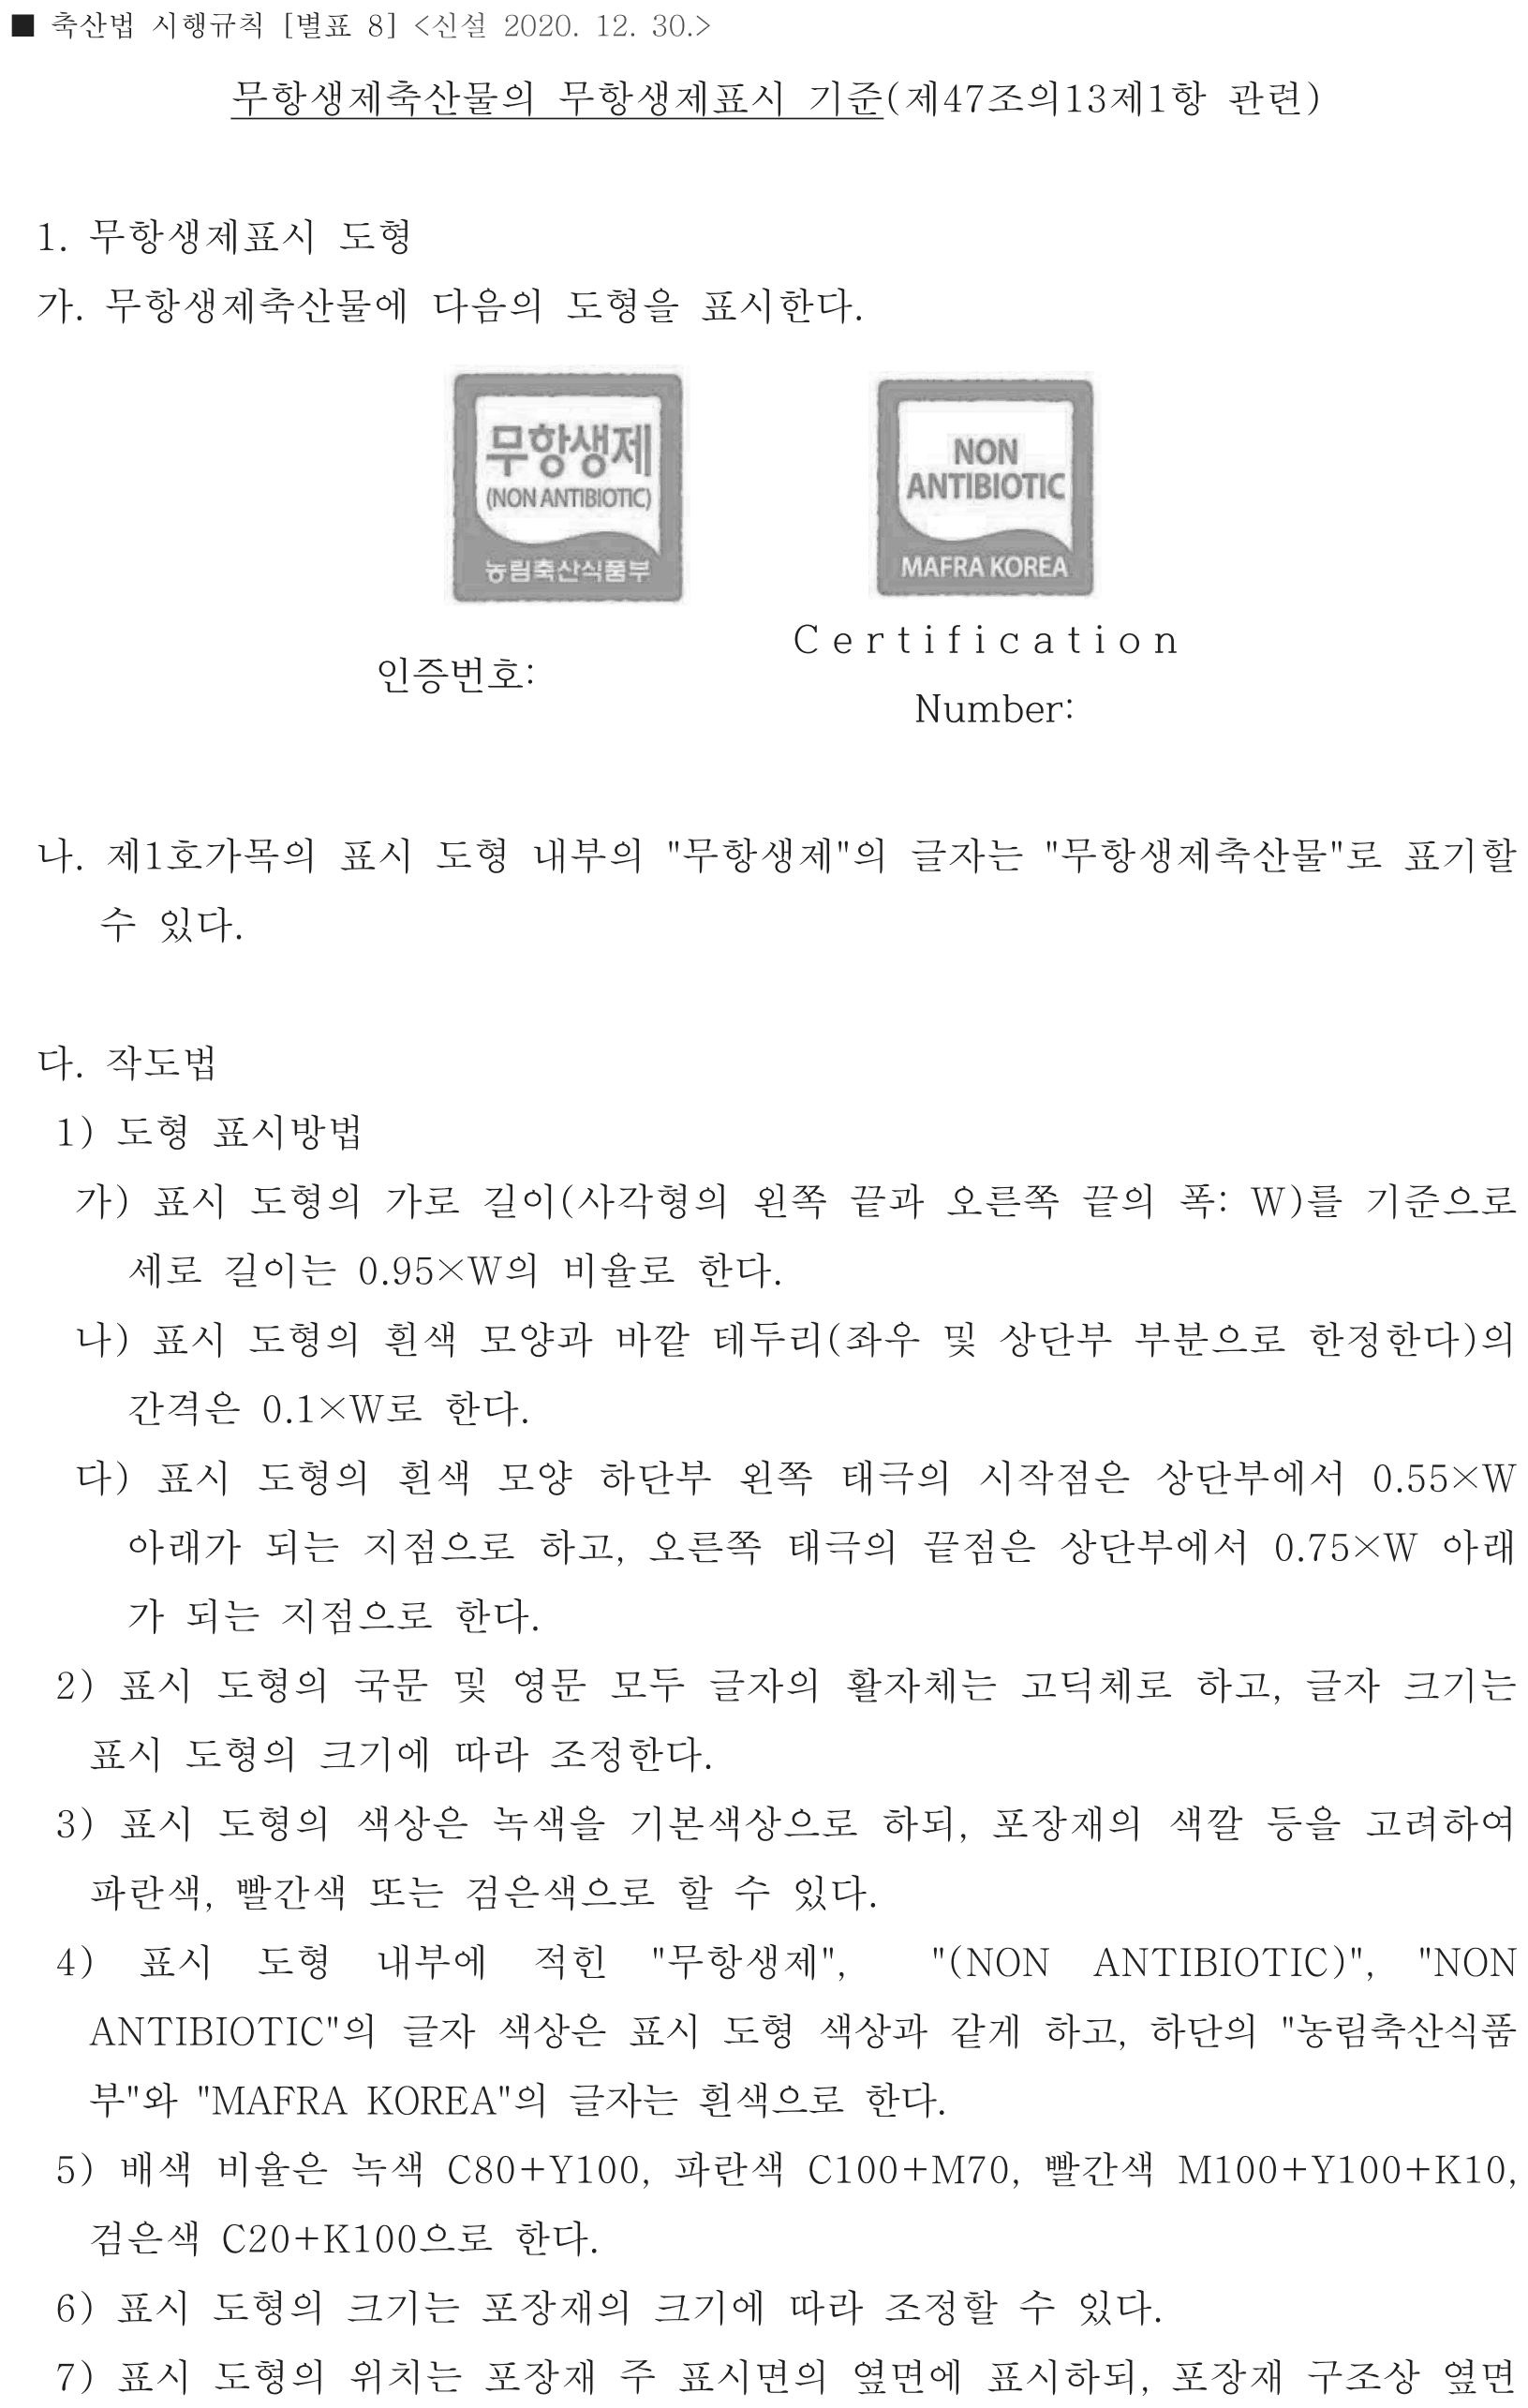 ■ 축산법 시행규칙 [별표 8] <신설 2020. 12. 30.>
무항생제축산물의 무항생제표시 기준(제47조의13제1항 관련)
1. 무항생제표시 도형
가. 무항생제축산물에 다음의 도형을 표시한다.
무항생제
(NON ANTIBIOTIC)
농림축산식품부
인증번호:
NON
ANTIBIOTIC
MAFRA KOREA
Certification
Number:
나. 제1호가목의 표시 도형 내부의 "무항생제"의 글자는 "무항생제축산물"로 표기할
수 있다.
다. 작도법
1) 도형 표시방법
가) 표시 도형의 가로 길이(사각형의 왼쪽 끝과 오른쪽 끝의 폭: W)를 기준으로
세로 길이는 0.95×W의 비율로 한다.
나) 표시 도형의 흰색 모양과 바깥 테두리(좌우 및 상단부 부분으로 한정한다)의
간격은 0.1×W로 한다.
다) 표시 도형의 흰색 모양 하단부 왼쪽 태극의 시작점은 상단부에서 0.55×W
아래가 되는 지점으로 하고, 오른쪽 태극의 끝점은 상단부에서 0.75×W 아래
가 되는 지점으로 한다.
2) 표시 도형의 국문 및 영문 모두 글자의 활자체는 고딕체로 하고, 글자 크기는
표시 도형의 크기에 따라 조정한다.
3) 표시 도형의 색상은 녹색을 기본색상으로 하되, 포장재의 색깔 등을 고려하여
파란색, 빨간색 또는 검은색으로 할 수 있다.
4) 표시 도형 내부에 적힌 "무항생제", "(NON ANTIBIOTIC)", "NON
ANTIBIOTIC"의 글자 색상은 표시 도형 색상과 같게 하고, 하단의 "농림축산식품
부"와 "MAFRA KOREA"의 글자는 흰색으로 한다.
5) 배색 비율은 녹색 C80+Y100, 파란색 C100+M70, 빨간색 M100+Y100+K10,
검은색 C20+K100으로 한다.
6) 표시 도형의 크기는 포장재의 크기에 따라 조정할 수 있다.
7) 표시 도형의 위치는 포장재 주 표시면의 옆면에 표시하되, 포장재 구조상 옆면